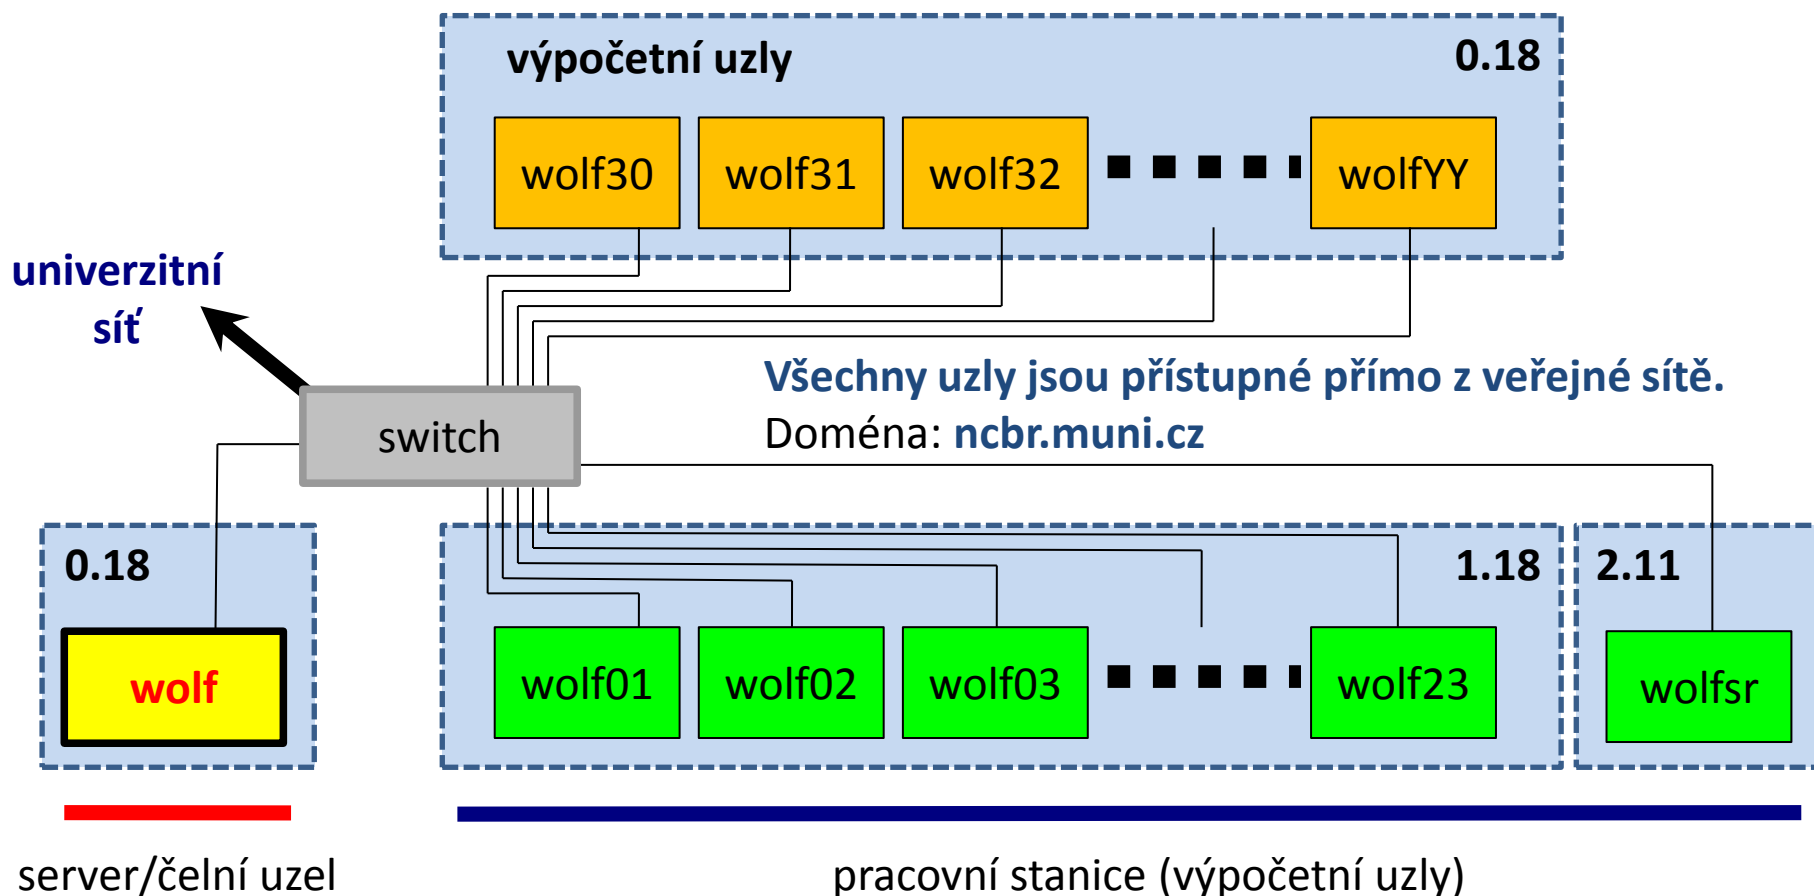 výpočetní uzly
0.18
wolf30
wolf31
wolf32
wolfYY
univerzitní
síť
Všechny uzly jsou přístupné přímo z veřejné sítě.
Doména: ncbr.muni.cz
switch
0.18
1.18
2.11
wolf
wolf01
wolf02
wolf03
wolf23
wolfsr
server/čelní uzel
pracovní stanice (výpočetní uzly)